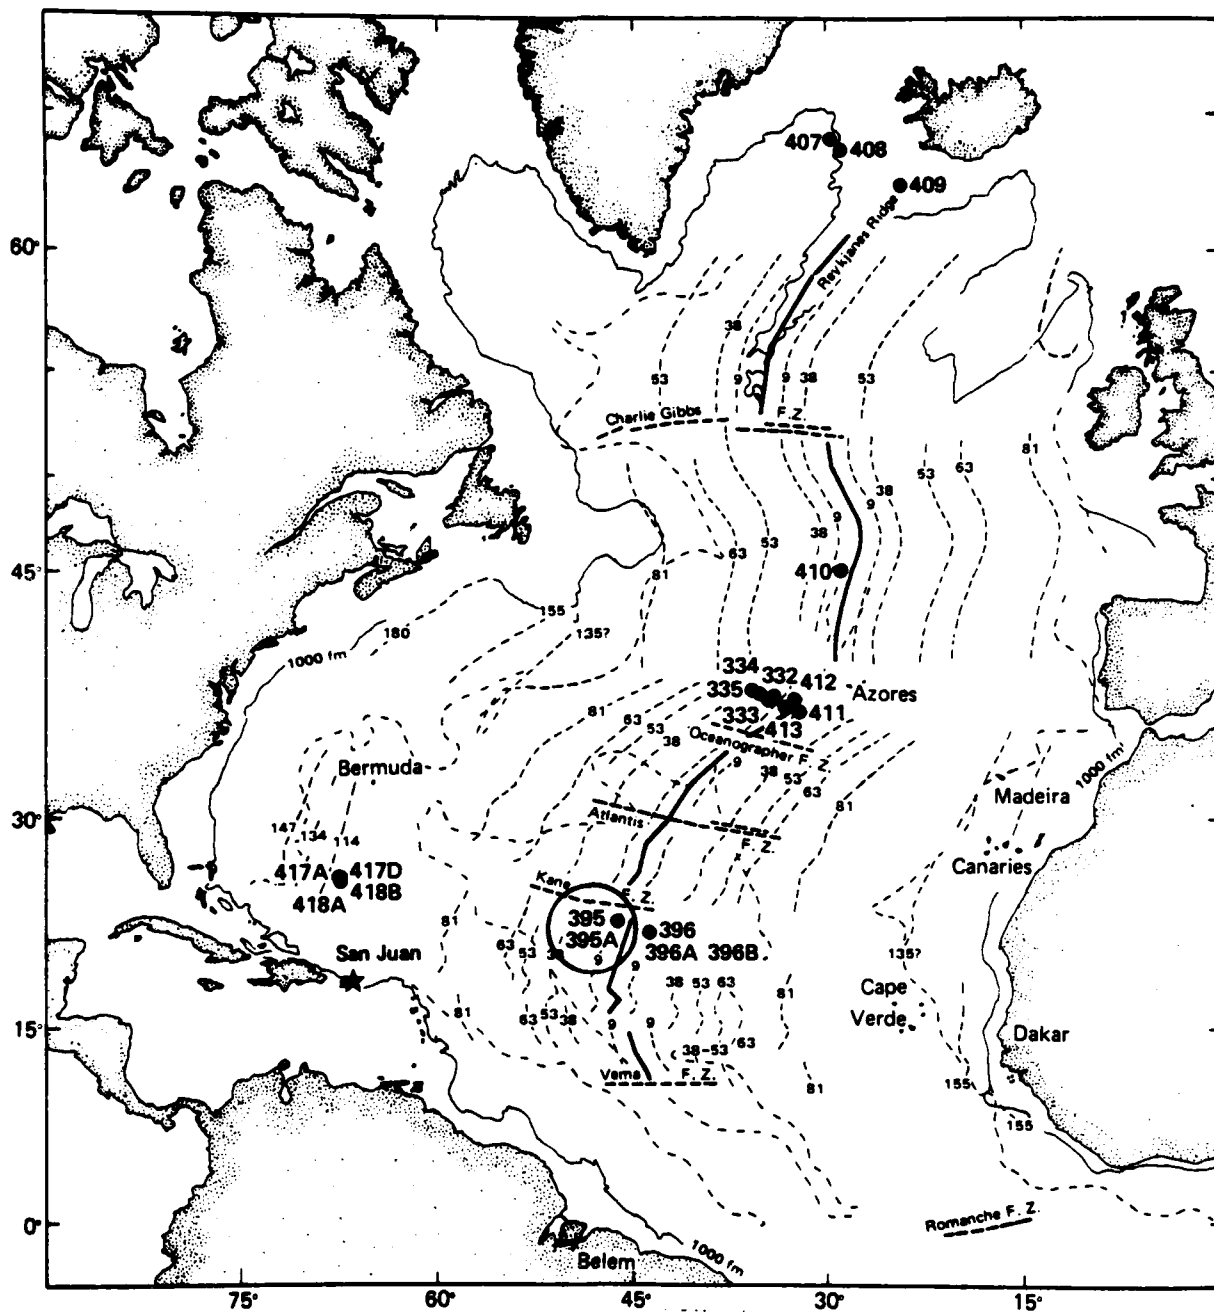 407
408
409
Reykjanes Ridge
60°
38
53
9
9
38
53
Charlie Gibbs
F.Z.
81
53
63
38
9
9
38
53
63
45°
410
81
155
135?
180
1000 fm
334
332
412
335
Azores
333
411
413
81
63
53
38
Oceanographer F. Z.
9
38
53
63
81
Bermuda
1000 fm
Madeira
30°
Atlantis
F. Z.
147
134
114
Canaries
417A
417D
418B
418A
Kane
F. Z.
395
396
395A
396A
396B
81
63
53
38
9
9
San Juan
135?
38
53
63
81
Cape
Verde
81
63
53
38
9
9
15°
63
Dakar
38-53
Vema
F. Z.
81
155
155
0°
Romanche F. Z.
1000 fm
Belem
75°
60°
45°
30°
15°